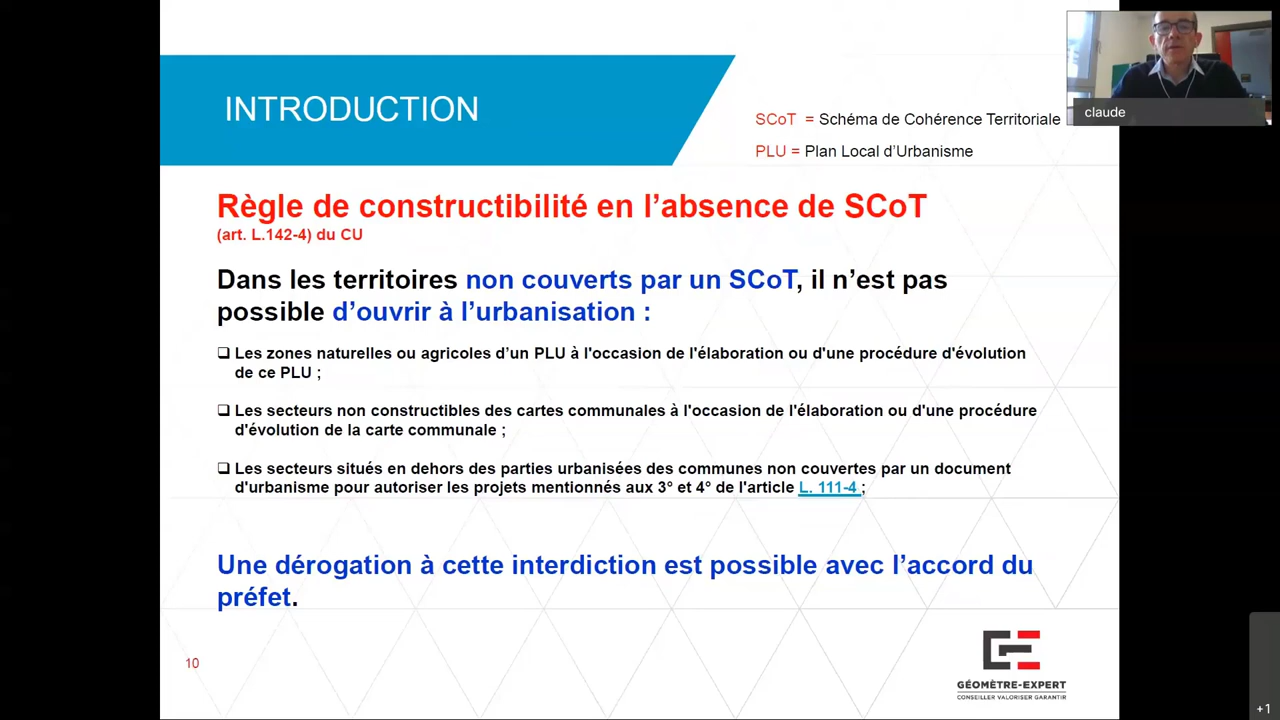 INTRODUCTION
SCoT = Schéma de Cohérence Territoriale
PLU = Plan Local d’Urbanisme
claude
Règle de constructibilité en l’absence de SCoT
(art. L.142-4) du CU
Dans les territoires non couverts par un SCoT, il n’est pas
possible d’ouvrir à l’urbanisation :
❑ Les zones naturelles ou agricoles d’un PLU à l'occasion de l'élaboration ou d'une procédure d'évolution
de ce PLU ;
❑ Les secteurs non constructibles des cartes communales à l'occasion de l'élaboration ou d'une procédure
d'évolution de la carte communale ;
❑ Les secteurs situés en dehors des parties urbanisées des communes non couvertes par un document
d'urbanisme pour autoriser les projets mentionnés aux 3° et 4° de l'article L. 111-4 ;
Une dérogation à cette interdiction est possible avec l’accord du
préfet.
10
GÉOMÈTRE-EXPERT
CONSEILLER VALORISER GARANTIR
+1